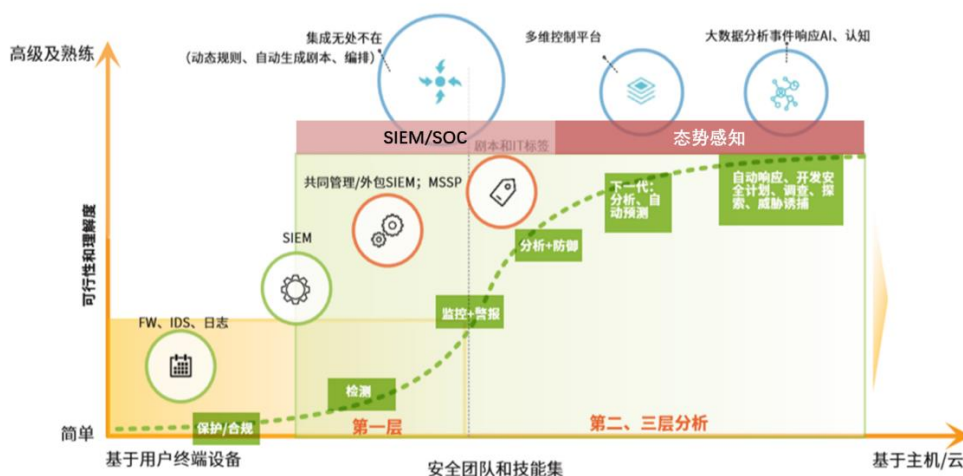 高级及熟练
集成无处不在
(动态规则、自动生成剧本、编排)
多维控制平台
大数据分析事件响应AI、认知
SIEM/SOC
态势感知
剧本和IT标签
共同管理/外包SIEM；MSSP
下一代：
分析、自
动预测
自动响应、开发安
全计划、调查、探
索、威胁诱捕
SIEM
分析+防御
可行性和理解度
监控+警报
FW、IDS、日志
检测
保护/合规
第一层
第二、三层分析
简单
基于用户终端设备
安全团队和技能集
基于主机/云